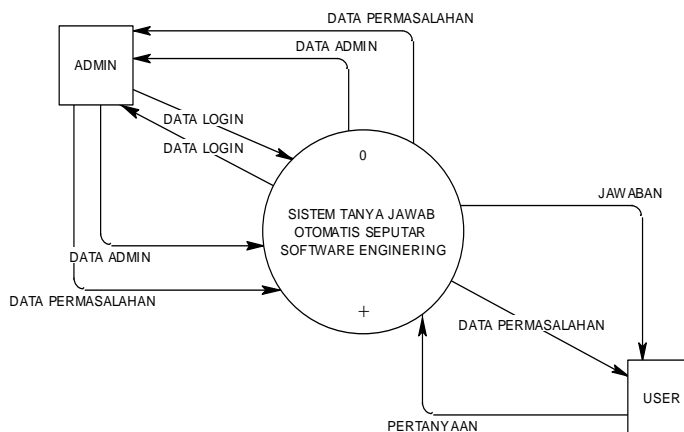 DATA PERMASALAHAN
DATA ADMIN
ADMIN
DATA LOGIN
DATA LOGIN
0
SISTEM TANYA JAWAB
OTOMATIS SEPUTAR
SOFTWARE ENGINERING
+
JAWABAN
DATA ADMIN
DATA PERMASALAHAN
DATA PERMASALAHAN
USER
PERTANYAAN